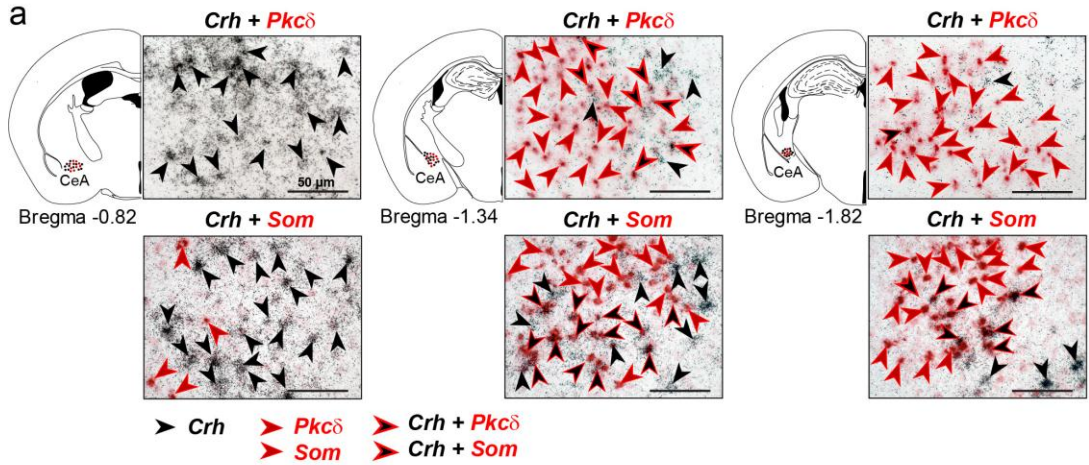 a
Crh + Pkcδ
Crh + Pkcδ
Crh + Pkcδ
50 µm
CeA
CeA
CeA
Bregma -0.82
Bregma -1.34
Bregma -1.82
Crh + Som
Crh + Som
Crh + Som
Crh
Pkcδ
Crh + Pkcδ
Som
Crh + Som